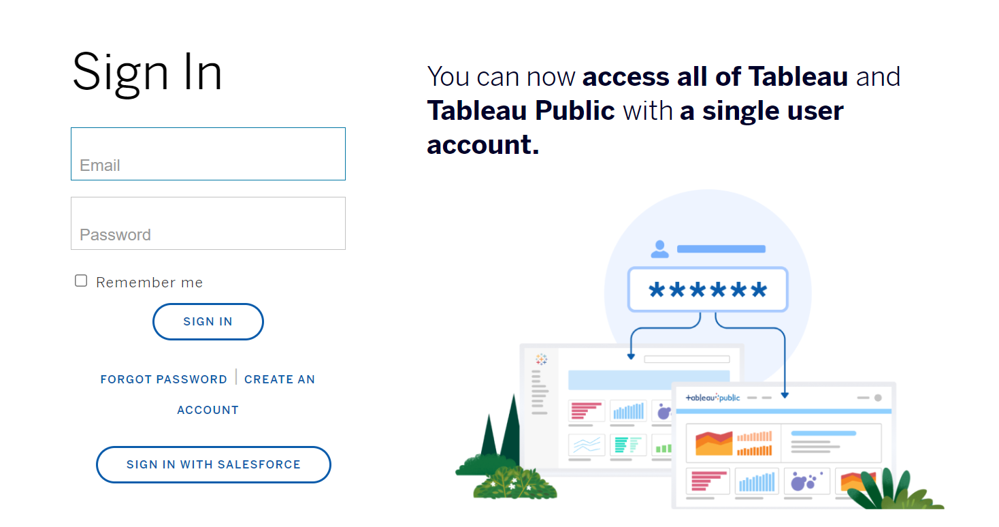 Sign In
Email
Password
Remember me
SIGN IN
FORGOT PASSWORD | CREATE AN
ACCOUNT
SIGN IN WITH SALESFORCE
You can now access all of Tableau and
Tableau Public with a single user
account.
******
tableau public